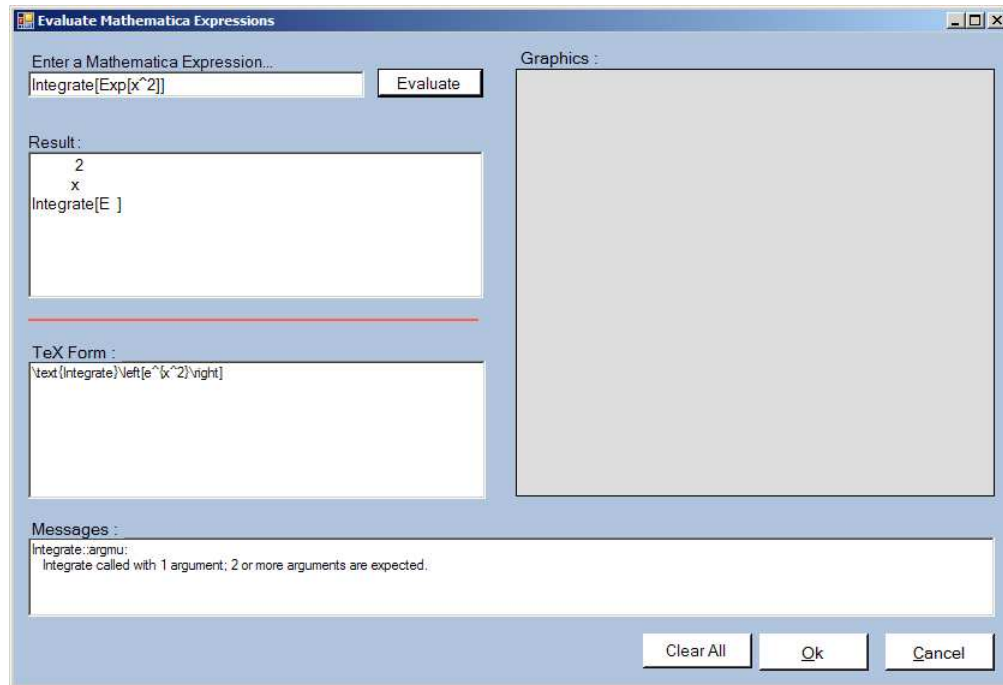 Evaluate Mathematica Expressions
Enter a Mathematica Expression...
Integrate[Exp[x^2]]
Evaluate
Result :
2
x
Integrate[E ]
TeX Form :
\text{Integrate}\left[e^{x^2}\right]
Graphics :
Messages :
Integrate::argmu:
Integrate called with 1 argument; 2 or more arguments are expected.
Clear All
Ok
Cancel